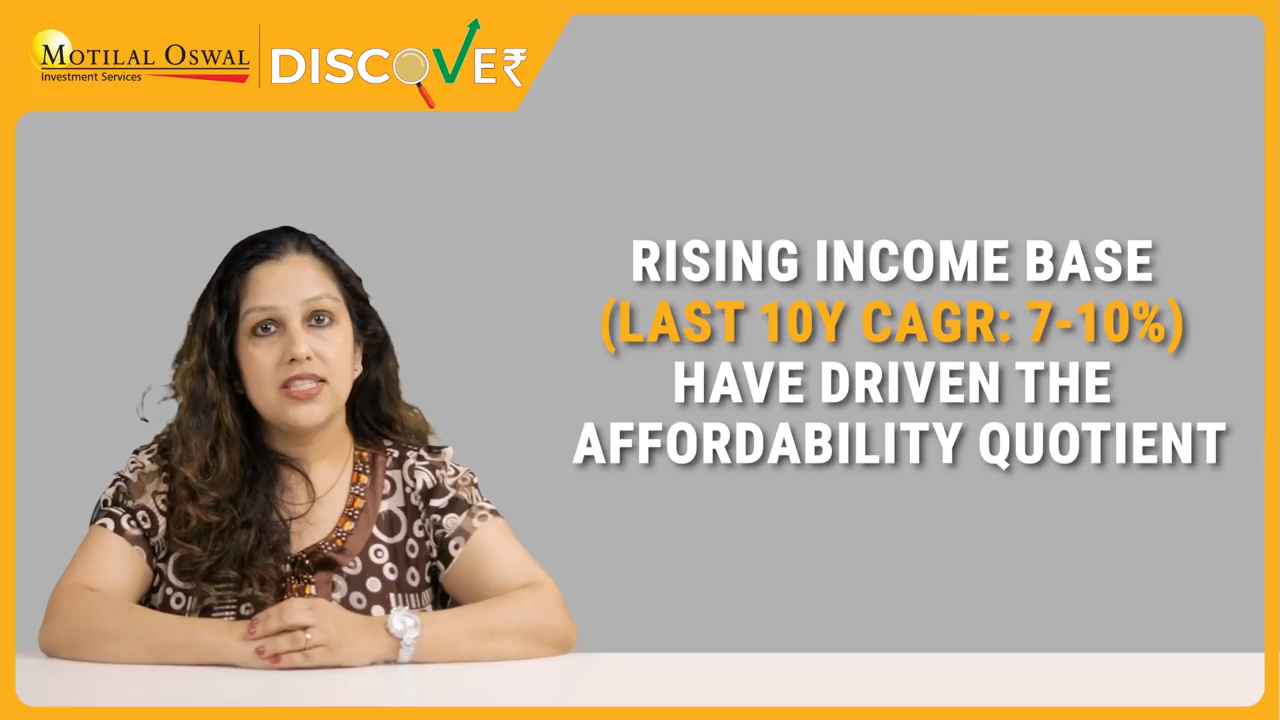 MOTILAL OSWAL
Investment Services
DISCOVE₹
RISING INCOME BASE
(LAST 10Y CAGR: 7-10%)
HAVE DRIVEN THE
AFFORDABILITY QUOTIENT